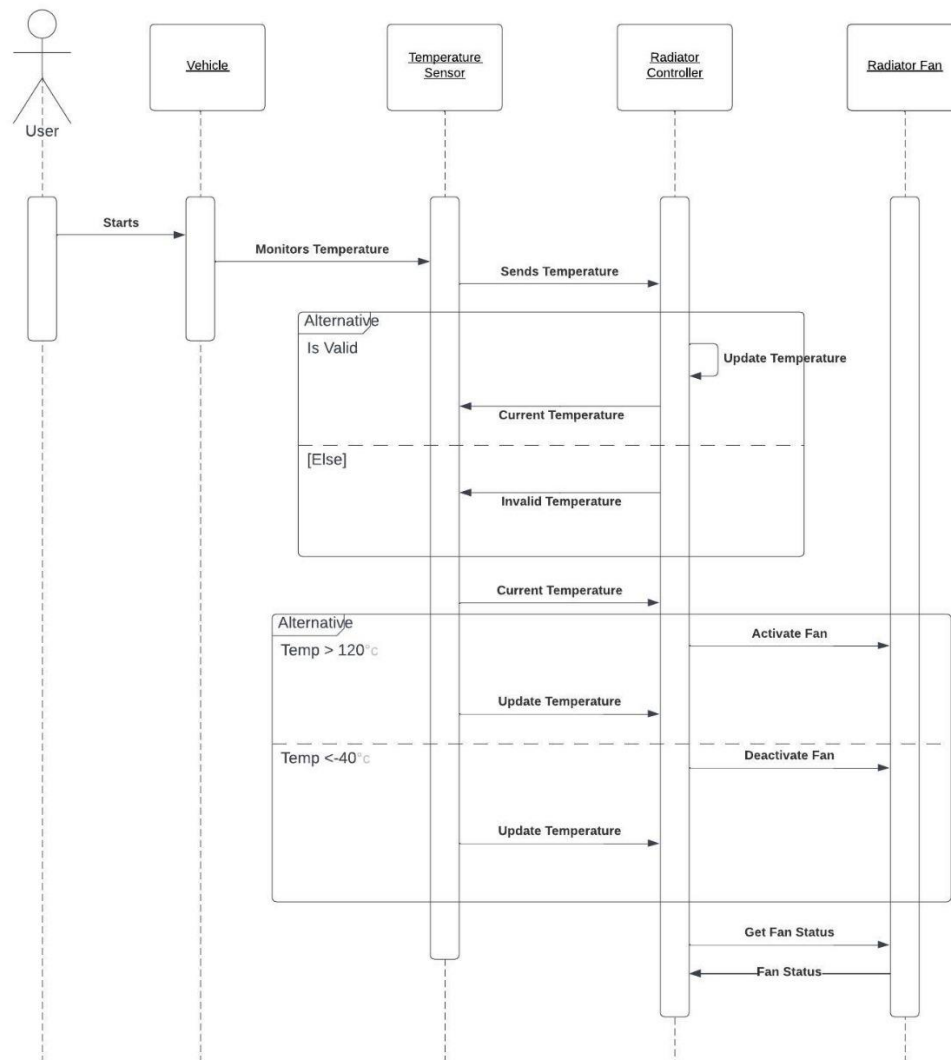 User
Vehicle
Temperature
Sensor
Radiator
Controller
Radiator Fan
Starts
Monitors Temperature
Sends Temperature
Alternative
Is Valid
Update Temperature
Current Temperature
[Else]
Invalid Temperature
Current Temperature
Alternative
Temp > 120°c
Activate Fan
Update Temperature
Temp <-40°c
Deactivate Fan
Update Temperature
Get Fan Status
Fan Status